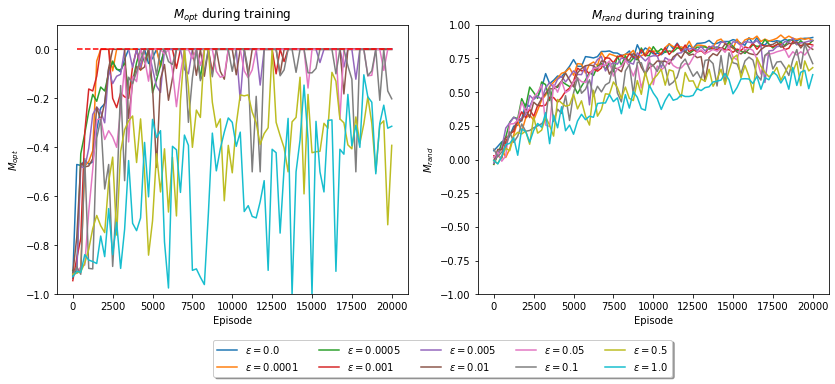 M_opt during training
M_opt
0.0
−0.2
−0.4
−0.6
−0.8
−1.0
0
2500
5000
7500
10000
12500
15000
17500
20000
Episode
M_rand during training
M_rand
1.00
0.75
0.50
0.25
0.00
−0.25
−0.50
−0.75
−1.00
0
2500
5000
7500
10000
12500
15000
17500
20000
Episode
ε = 0.0
ε = 0.0001
ε = 0.0005
ε = 0.001
ε = 0.005
ε = 0.01
ε = 0.05
ε = 0.1
ε = 0.5
ε = 1.0